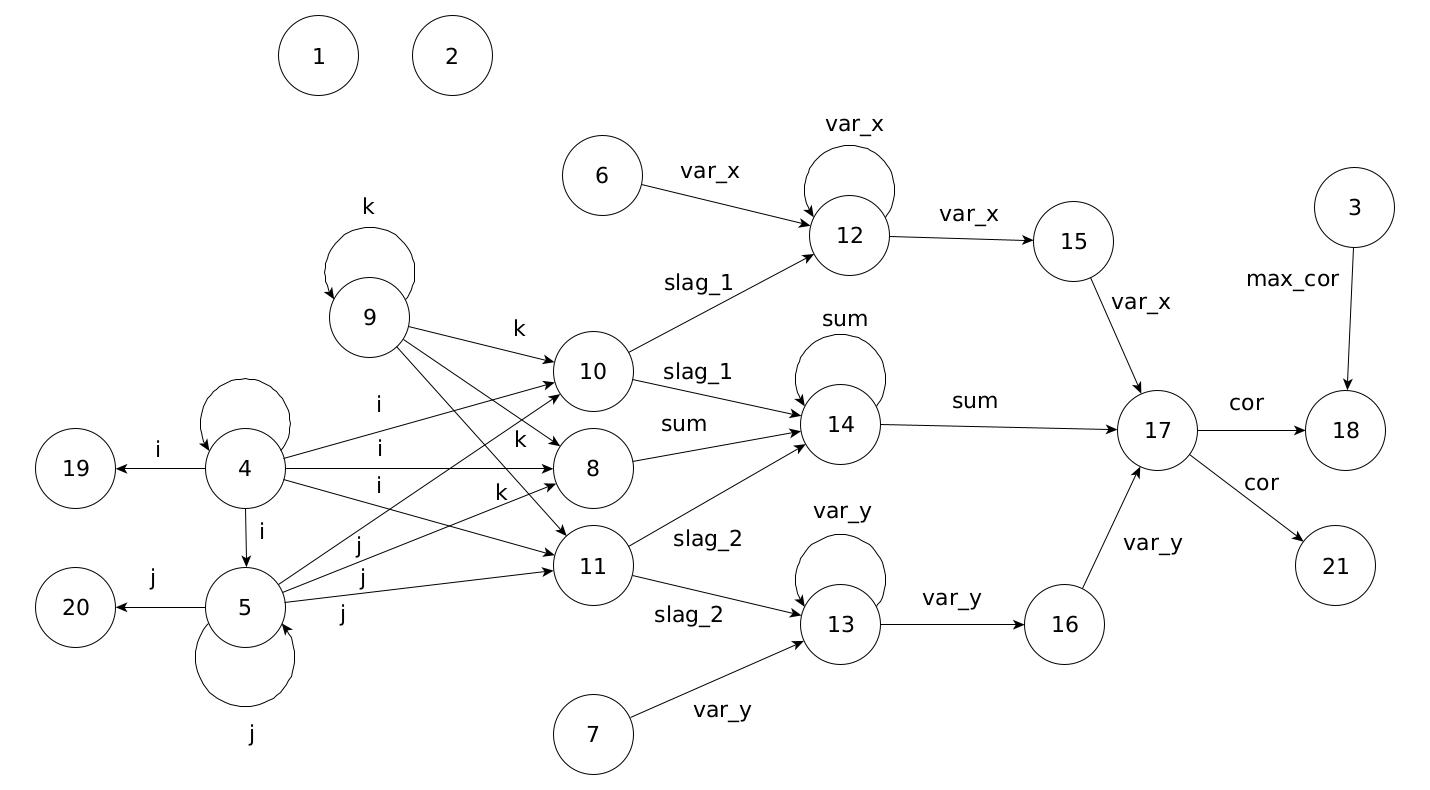 1
2
var_x
6
var_x
k
3
12
var_x
15
max_cor
slag_1
var_x
9
k
sum
10
slag_1
i
sum
cor
sum
14
17
18
k
i
i
19
4
8
cor
i
k
var_y
i
slag_2
var_y
j
11
21
j
j
20
5
j
slag_2
var_y
13
16
j
7
var_y